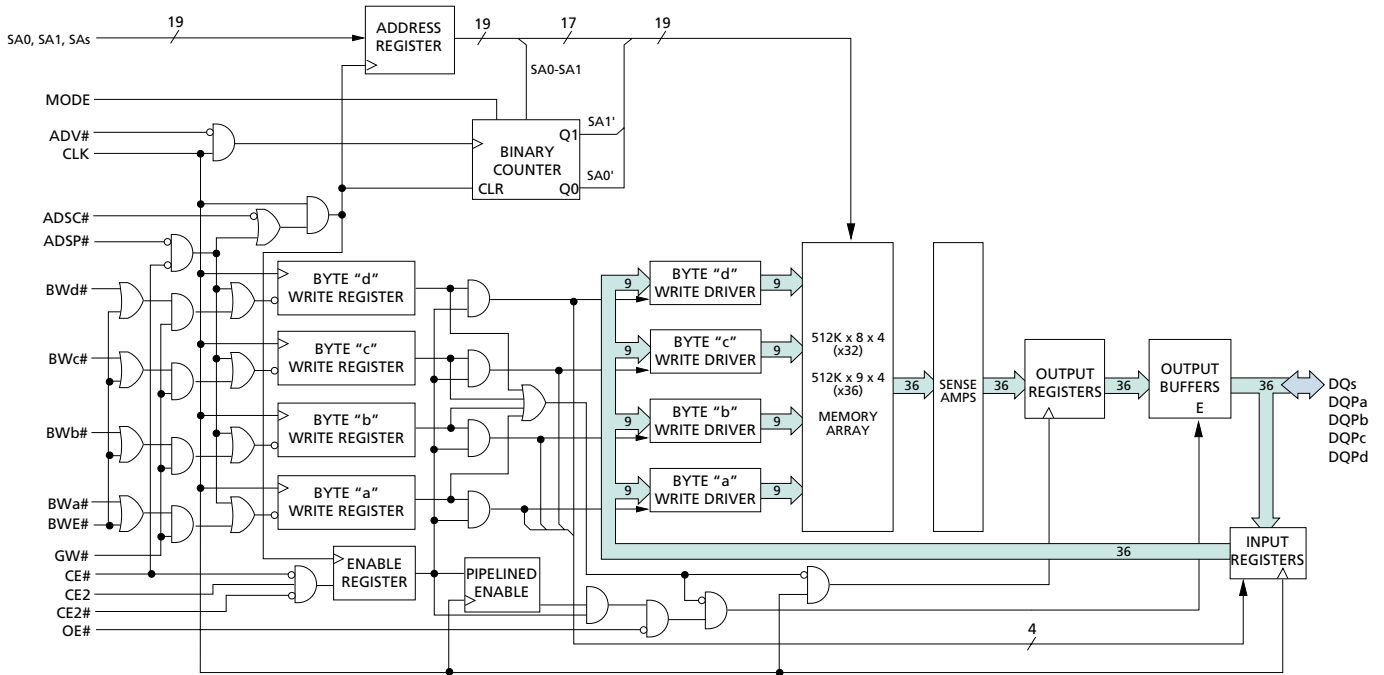 19
SA0, SA1, SAs
ADDRESS
REGISTER
19
17
19
SA0-SA1
MODE
ADV#
CLK
BINARY
COUNTER
Q1
SA1'
CLR
Q0
SA0'
ADSC#
ADSP#
BWd#
BYTE "d"
WRITE REGISTER
9
BYTE "d"
WRITE DRIVER
9
BWc#
BYTE "c"
WRITE REGISTER
9
BYTE "c"
WRITE DRIVER
9
BWb#
BYTE "b"
WRITE REGISTER
9
BYTE "b"
WRITE DRIVER
9
BWa#
BWE#
BYTE "a"
WRITE REGISTER
9
BYTE "a"
WRITE DRIVER
9
512K x 8 x 4
(x32)
512K x 9 x 4
(x36)
MEMORY
ARRAY
36
SENSE
AMPS
36
OUTPUT
REGISTERS
36
OUTPUT
BUFFERS
E
36
DQs
DQPa
DQPb
DQPc
DQPd
GW#
CE#
CE2
CE2#
OE#
ENABLE
REGISTER
PIPELINED
ENABLE
36
INPUT
REGISTERS
4